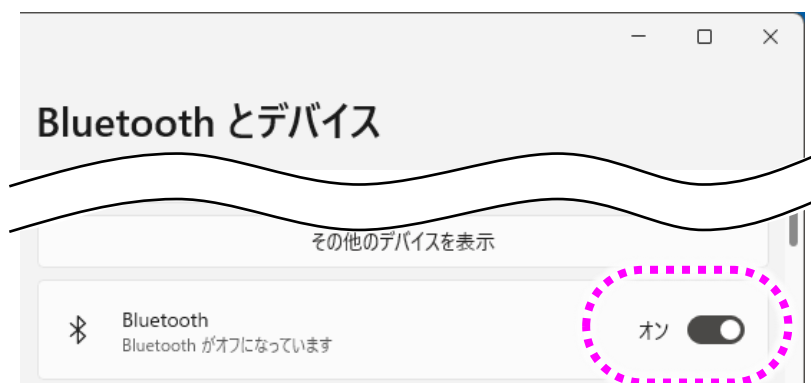 Bluetooth とデバイス
その他のデバイスを表示
Bluetooth
Bluetooth がオフになっています
オン